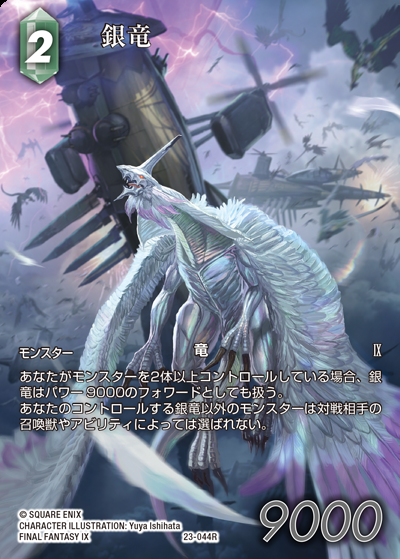 2
銀竜
モンスター 竜 Ⅸ
あなたがモンスターを2体以上コントロールしている場合、銀
竜はパワー9000のフォワードとしても扱う。
あなたのコントロールする銀竜以外のモンスターは対戦相手の
召喚獣やアビリティによっては選ばれない。
© SQUARE ENIX
CHARACTER ILLUSTRATION: Yuya Ishihata
FINAL FANTASY IX 23-044R
9000